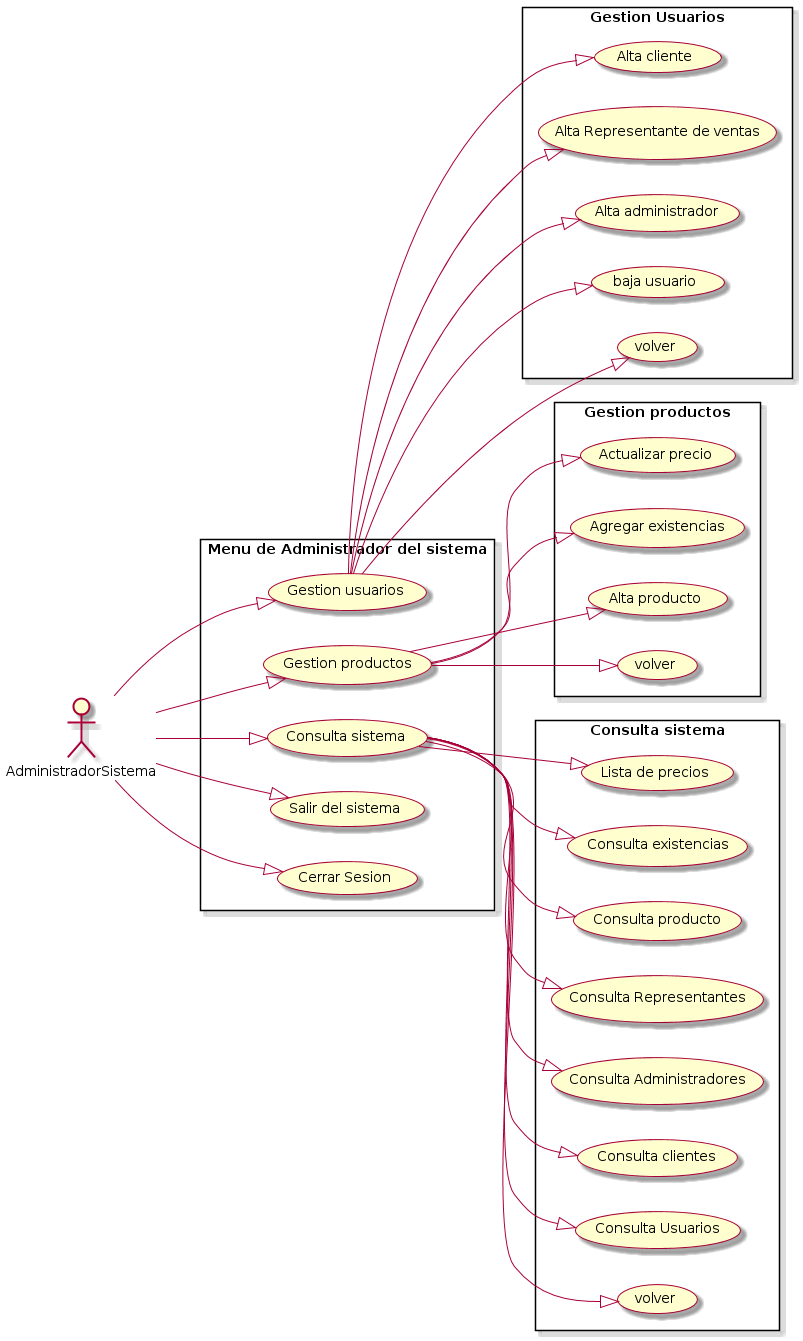 Gestion Usuarios
Alta cliente
Alta Representante de ventas
Alta administrador
baja usuario
volver
Gestion productos
Actualizar precio
Agregar existencias
Alta producto
volver
Menu de Administrador del sistema
Gestion usuarios
Gestion productos
Consulta sistema
Salir del sistema
Cerrar Sesion
AdministradorSistema
Consulta sistema
Lista de precios
Consulta existencias
Consulta producto
Consulta Representantes
Consulta Administradores
Consulta clientes
Consulta Usuarios
volver